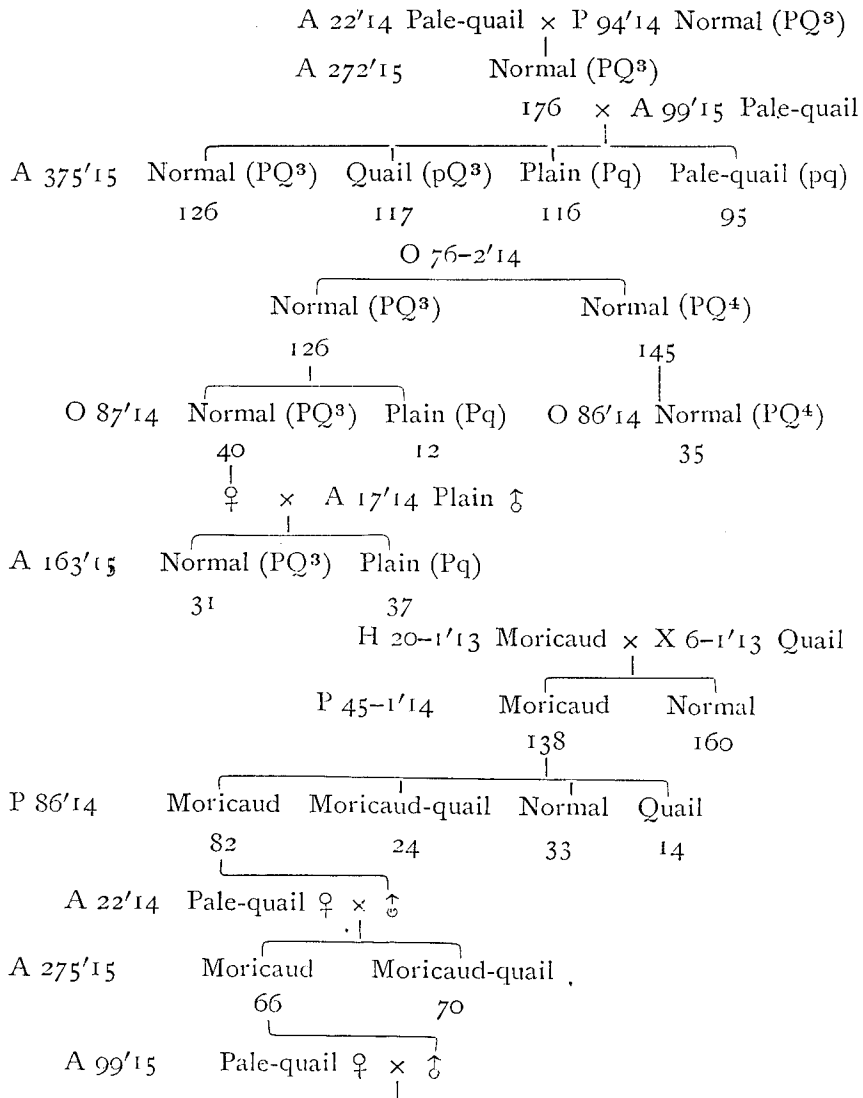 A 22'14 Pale-quail × P 94'14 Normal (PQ³)
A 272'15 Normal (PQ³)
176 × A 99'15 Pale-quail
A 375'15 Normal (PQ³) Quail (pQ³) Plain (Pq) Pale-quail (pq)
126 117 116 95
O 76–2'14
Normal (PQ³) Normal (PQ⁴)
126 145
O 87'14 Normal (PQ³) Plain (Pq) O 86'14 Normal (PQ⁴)
40 12 35
♀ × A 17'14 Plain ♂
A 163'15 Normal (PQ³) Plain (Pq)
31 37
H 20–1'13 Moricaud × X 6–1'13 Quail
P 45–1'14 Moricaud Normal
138 160
P 86'14 Moricaud Moricaud-quail Normal Quail
82 24 33 14
A 22'14 Pale-quail ♀ × ♂
A 275'15 Moricaud Moricaud-quail
66 70
A 99'15 Pale-quail ♀ × ♂